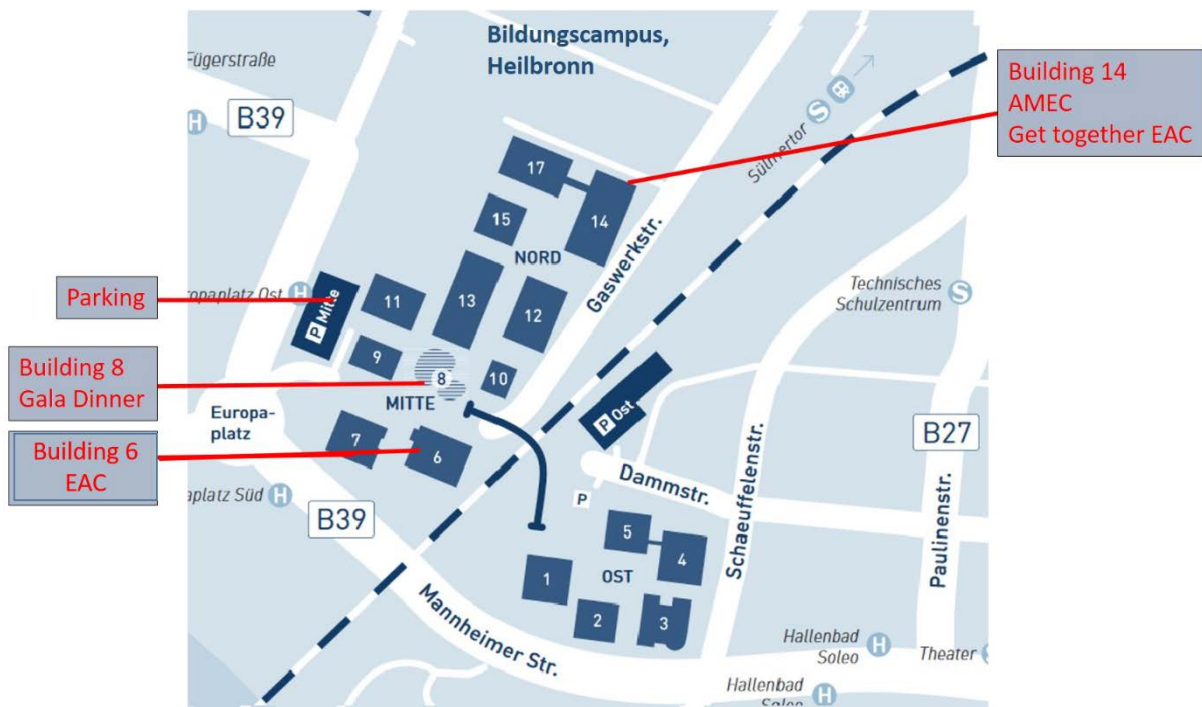 Bildungscampus,
Heilbronn
Fügerstraße
H
B39
Building 14
AMEC
Get together EAC
Sülmertor
S
17
14
15
NORD
Gaswerkstr.
Technisches
Schulzentrum
S
Parking
ropaplatz Ost
H
P Mitte
11
13
12
9
8
10
Building 8
Gala Dinner
MITTE
Europa-
platz
P Ost
B27
7
6
Building 6
EAC
Dammstr.
Schaeuffelenstr.
Paulinenstr.
aplatz Süd
H
P
B39
5
4
1
OST
2
3
Mannheimer Str.
Hallenbad
Soleo
H
Theater
Hallenbad
Soleo
H